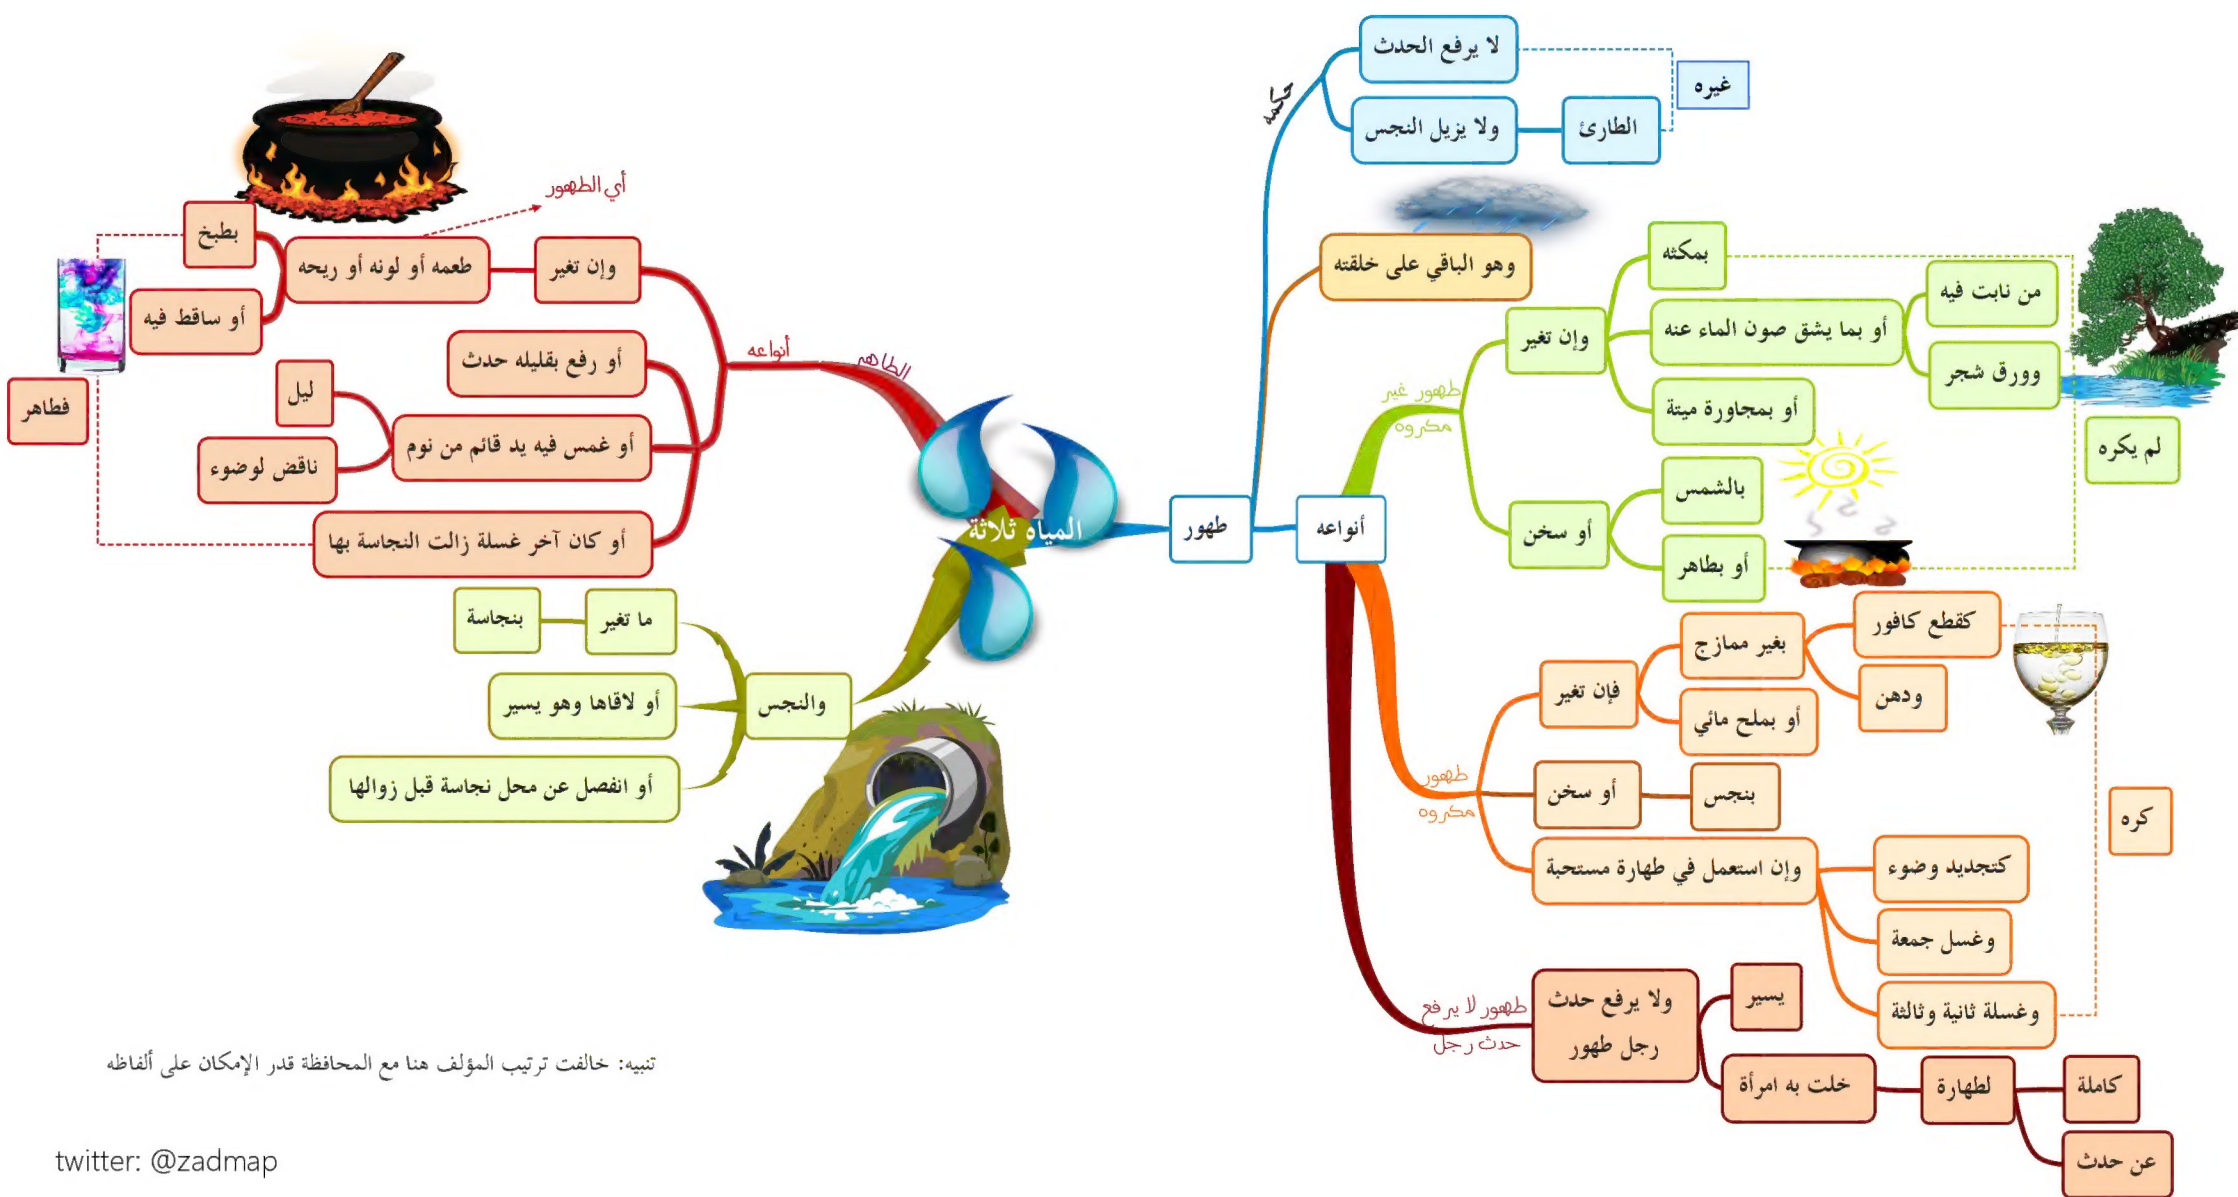 المياه ثلاثة
طهور
حكمه
لا يرفع الحدث
ولا يزيل النجس
الطارئ
غيره
وهو الباقي على خلقته
أنواعه
طهور غير
مكروه
وإن تغير
بمكثه
أو بما يشق صون الماء عنه
من نابت فيه
وورق شجر
أو بمجاورة ميتة
أو سخن
بالشمس
أو بطاهر
لم يكره
طهور
مكروه
فإن تغير
بغير ممازج
كقطع كافور
ودهن
أو بملح مائي
أو سخن
بنجس
وإن استعمل في طهارة مستحبة
كتجديد وضوء
وغسل جمعة
وغسلة ثانية وثالثة
كره
طهور لا يرفع
حدث رجل
ولا يرفع حدث
رجل طهور
يسير
خلت به امرأة
لطهارة
كاملة
عن حدث
الطاهر
أنواعه
وإن تغير
طعمه أو لونه أو ريحه
أي الطهور
بطبخ
أو ساقط فيه
أو رفع بقليله حدث
أو غمس فيه يد قائم من نوم
ليل
ناقض لوضوء
أو كان آخر غسلة زالت النجاسة بها
فطاهر
والنجس
ما تغير
بنجاسة
أو لاقاها وهو يسير
أو انفصل عن محل نجاسة قبل زوالها
تنبيه: خالفت ترتيب المؤلف هنا مع المحافظة قدر الإمكان على ألفاظه
twitter: @zadmap